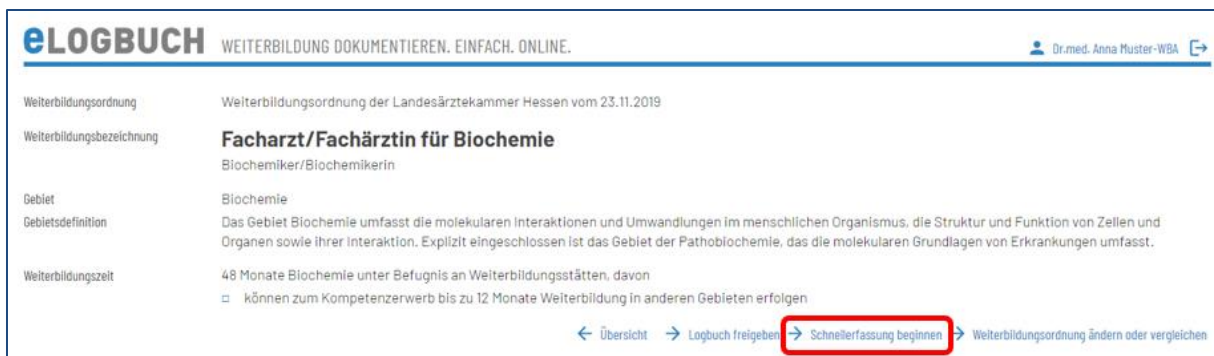 eLOGBUCH WEITERBILDUNG DOKUMENTIEREN. EINFACH. ONLINE.
Dr.med. Anna Muster-WBA
Weiterbildungsordnung Weiterbildungsordnung der Landesärztekammer Hessen vom 23.11.2019
Weiterbildungsbezeichnung Facharzt/Fachärztin für Biochemie
Biochemiker/Biochemikerin
Gebiet Biochemie
Gebietsdefinition Das Gebiet Biochemie umfasst die molekularen Interaktionen und Umwandlungen im menschlichen Organismus, die Struktur und Funktion von Zellen und
Organen sowie ihrer Interaktion. Explizit eingeschlossen ist das Gebiet der Pathobiochemie, das die molekularen Grundlagen von Erkrankungen umfasst.
Weiterbildungszeit 48 Monate Biochemie unter Befugnis an Weiterbildungsstätten, davon
können zum Kompetenzerwerb bis zu 12 Monate Weiterbildung in anderen Gebieten erfolgen
← Übersicht → Logbuch freigeben → Schnellerfassung beginnen → Weiterbildungsordnung ändern oder vergleichen